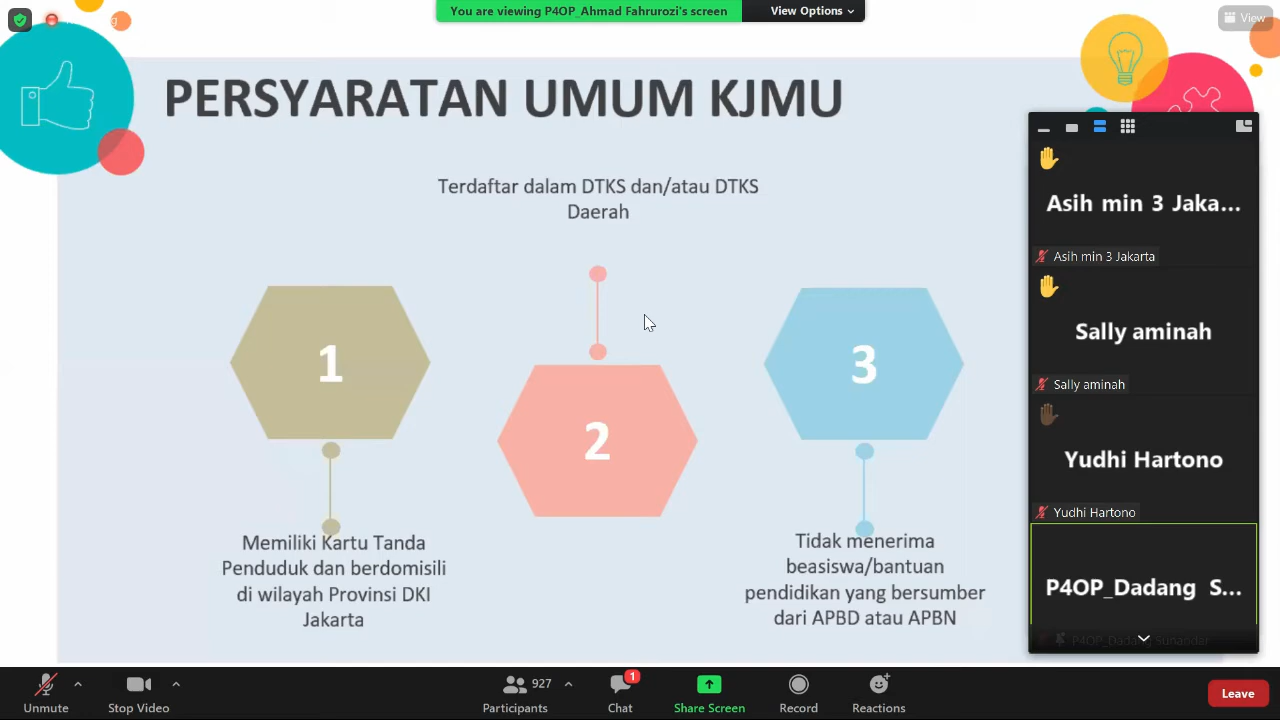 You are viewing P4OP_Ahmad Fahrurozi's screen
View Options
View
PERSYARATAN UMUM KJMU
Terdaftar dalam DTKS dan/atau DTKS
Daerah
1
2
3
Memiliki Kartu Tanda
Penduduk dan berdomisili
di wilayah Provinsi DKI
Jakarta
Tidak menerima
beasiswa/bantuan
pendidikan yang bersumber
dari APBD atau APBN
Asih min 3 Jaka...
Asih min 3 Jakarta
Sally aminah
Sally aminah
Yudhi Hartono
Yudhi Hartono
P4OP_Dadang S...
P4OP_Dadang Sunandar
Unmute
Stop Video
927
Participants
1
Chat
Share Screen
Record
Reactions
Leave